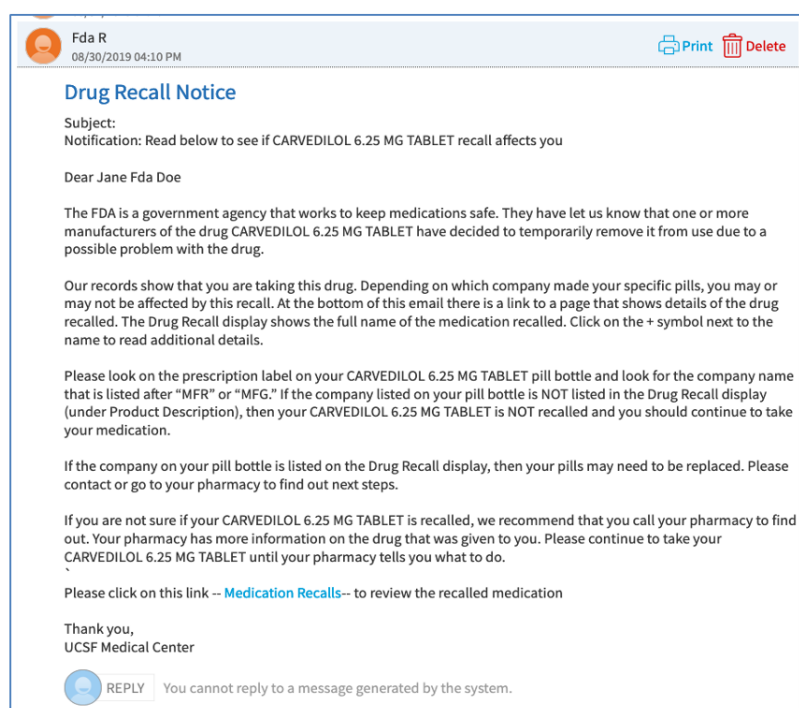 Fda R
08/30/2019 04:10 PM
Print Delete
Drug Recall Notice
Subject:
Notification: Read below to see if CARVEDILOL 6.25 MG TABLET recall affects you
Dear Jane Fda Doe
The FDA is a government agency that works to keep medications safe. They have let us know that one or more
manufacturers of the drug CARVEDILOL 6.25 MG TABLET have decided to temporarily remove it from use due to a
possible problem with the drug.
Our records show that you are taking this drug. Depending on which company made your specific pills, you may or
may not be affected by this recall. At the bottom of this email there is a link to a page that shows details of the drug
recalled. The Drug Recall display shows the full name of the medication recalled. Click on the + symbol next to the
name to read additional details.
Please look on the prescription label on your CARVEDILOL 6.25 MG TABLET pill bottle and look for the company name
that is listed after “MFR” or “MFG.” If the company listed on your pill bottle is NOT listed in the Drug Recall display
(under Product Description), then your CARVEDILOL 6.25 MG TABLET is NOT recalled and you should continue to take
your medication.
If the company on your pill bottle is listed on the Drug Recall display, then your pills may need to be replaced. Please
contact or go to your pharmacy to find out next steps.
If you are not sure if your CARVEDILOL 6.25 MG TABLET is recalled, we recommend that you call your pharmacy to find
out. Your pharmacy has more information on the drug that was given to you. Please continue to take your
CARVEDILOL 6.25 MG TABLET until your pharmacy tells you what to do.
`
Please click on this link -- Medication Recalls-- to review the recalled medication
Thank you,
UCSF Medical Center
REPLY You cannot reply to a message generated by the system.